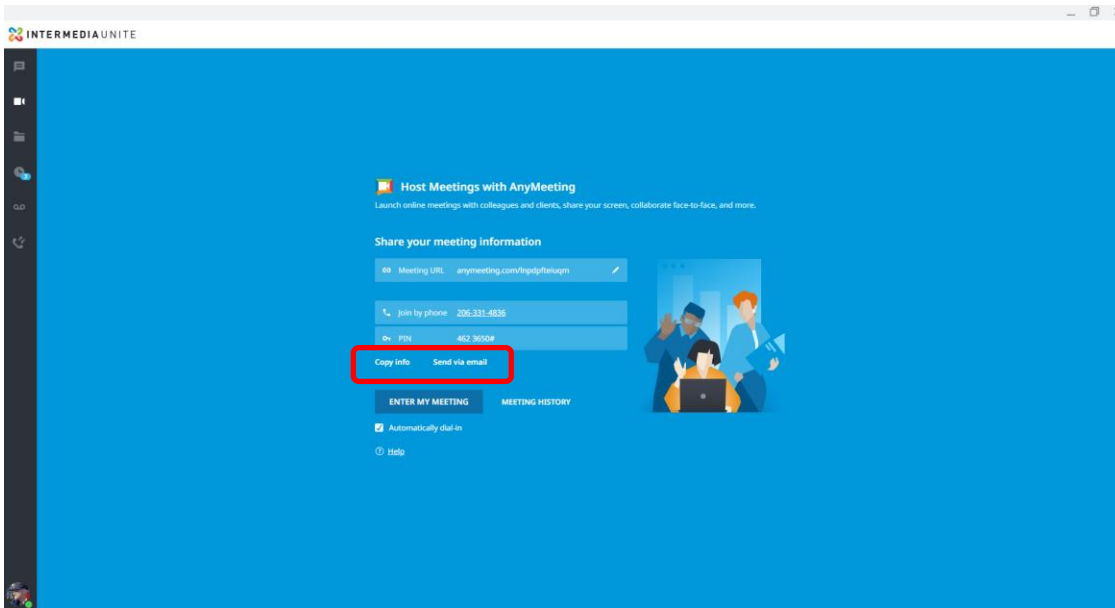 INTERMEDIAUNITE
3
Host Meetings with AnyMeeting
Launch online meetings with colleagues and clients, share your screen, collaborate face-to-face, and more.
Share your meeting information
Meeting URL anymeeting.com/lnpdpfteluqm
Join by phone 206-331-4836
PIN 462 3650#
Copy info Send via email
ENTER MY MEETING MEETING HISTORY
Automatically dial-in
Help